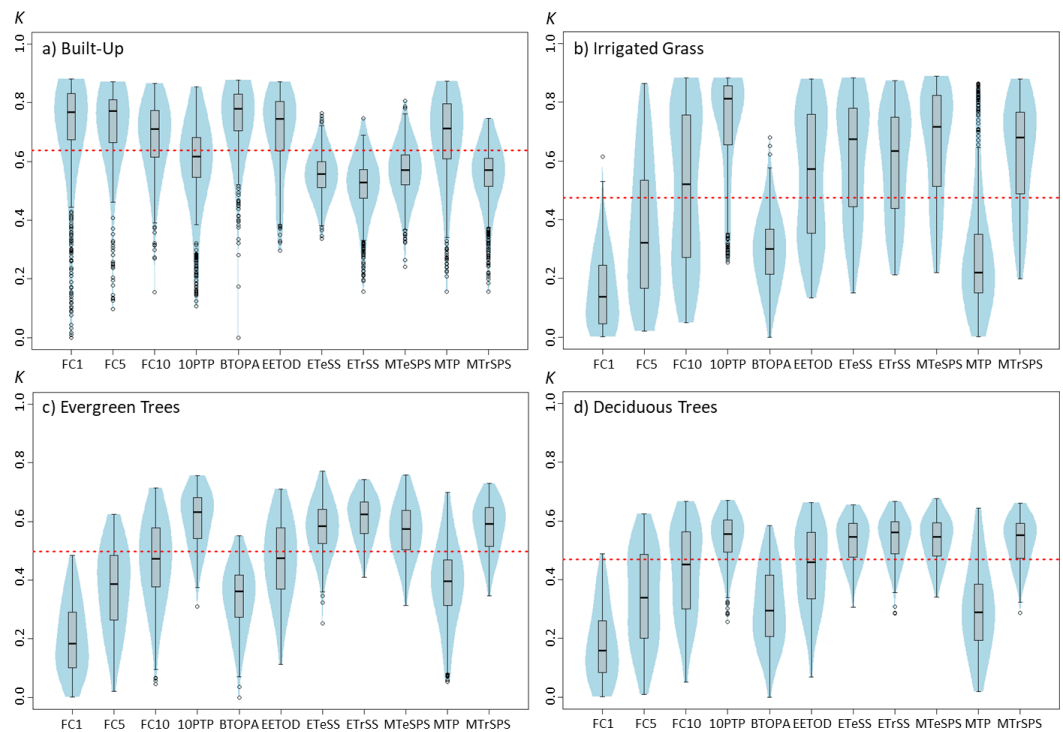 K
a) Built-Up
1.0
0.8
0.6
0.4
0.2
0.0
FC1 FC5 FC10 10PTP BTOPA EETOD ETeSS ETrSS MTeSPS MTP MTrSPS
K
b) Irrigated Grass
1.0
0.8
0.6
0.4
0.2
0.0
FC1 FC5 FC10 10PTP BTOPA EETOD ETeSS ETrSS MTeSPS MTP MTrSPS
K
c) Evergreen Trees
1.0
0.8
0.6
0.4
0.2
0.0
FC1 FC5 FC10 10PTP BTOPA EETOD ETeSS ETrSS MTeSPS MTP MTrSPS
K
d) Deciduous Trees
1.0
0.8
0.6
0.4
0.2
0.0
FC1 FC5 FC10 10PTP BTOPA EETOD ETeSS ETrSS MTeSPS MTP MTrSPS